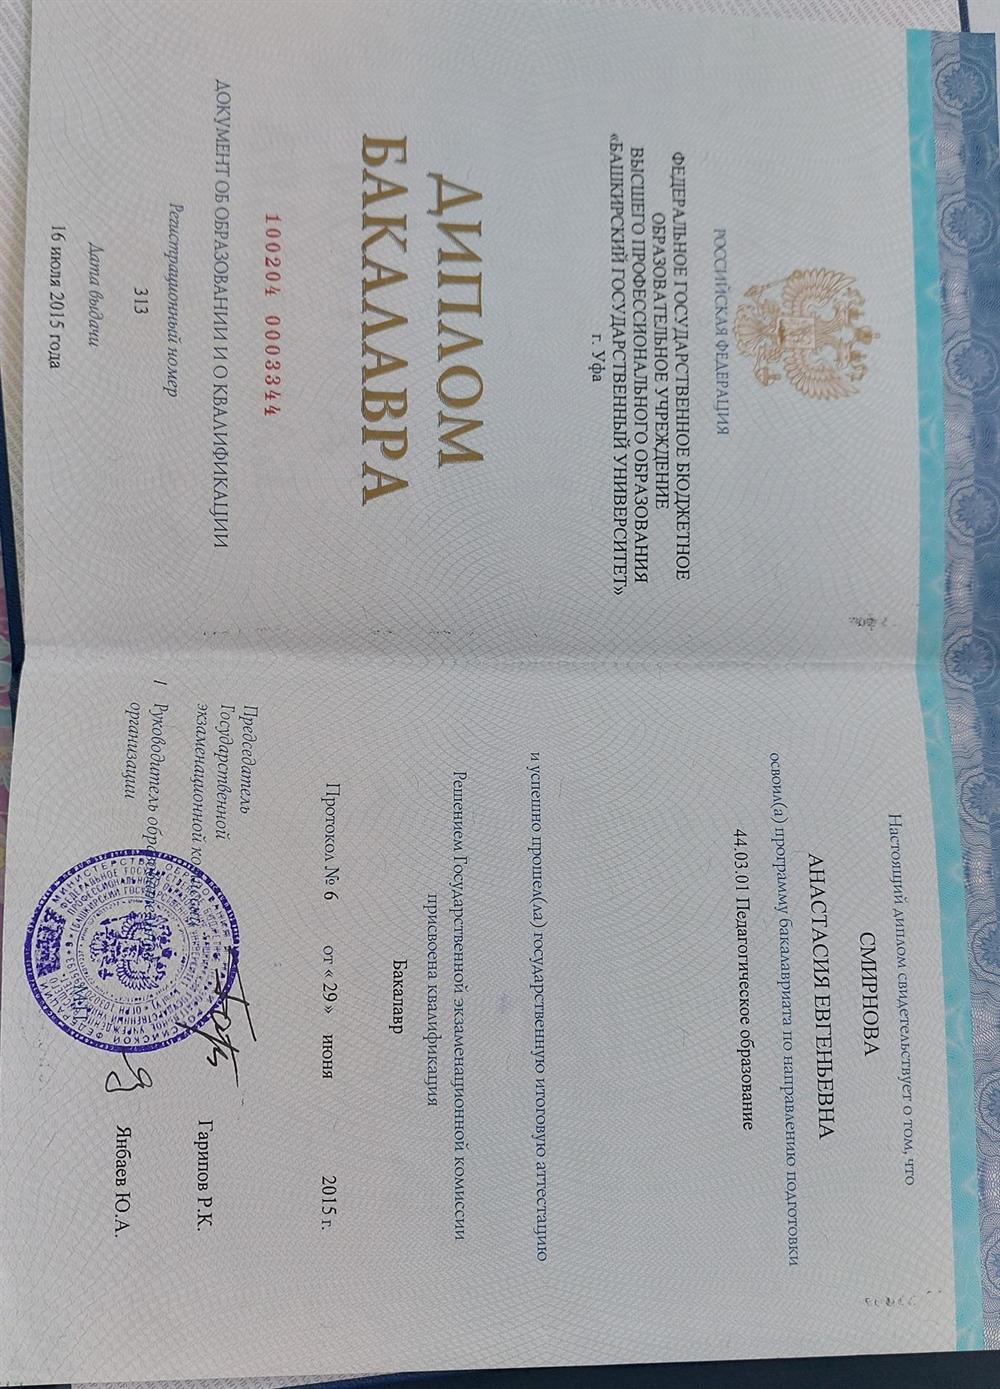 РОССИЙСКАЯ ФЕДЕРАЦИЯ
ФЕДЕРАЛЬНОЕ ГОСУДАРСТВЕННОЕ БЮДЖЕТНОЕ
ОБРАЗОВАТЕЛЬНОЕ УЧРЕЖДЕНИЕ
ВЫСШЕГО ПРОФЕССИОНАЛЬНОГО ОБРАЗОВАНИЯ
«БАШКИРСКИЙ ГОСУДАРСТВЕННЫЙ УНИВЕРСИТЕТ»
г. Уфа
ДИПЛОМ
БАКАЛАВРА
100204 0003344
ДОКУМЕНТ ОБ ОБРАЗОВАНИИ И О КВАЛИФИКАЦИИ
Регистрационный номер
313
Дата выдачи
16 июля 2015 года
Настоящий диплом свидетельствует о том, что
СМИРНОВА
АНАСТАСИЯ ЕВГЕНЬЕВНА
освоил(а) программу бакалавриата по направлению подготовки
44.03.01 Педагогическое образование
и успешно прошел(ла) государственную итоговую аттестацию
Решением Государственной экзаменационной комиссии
присвоена квалификация
Бакалавр
Протокол № 6 от « 29 » июня 2015 г.
Председатель
Государственной
экзаменационной
Гарипов Р.К.
/ Руководитель
организации
Янбаев Ю.А.